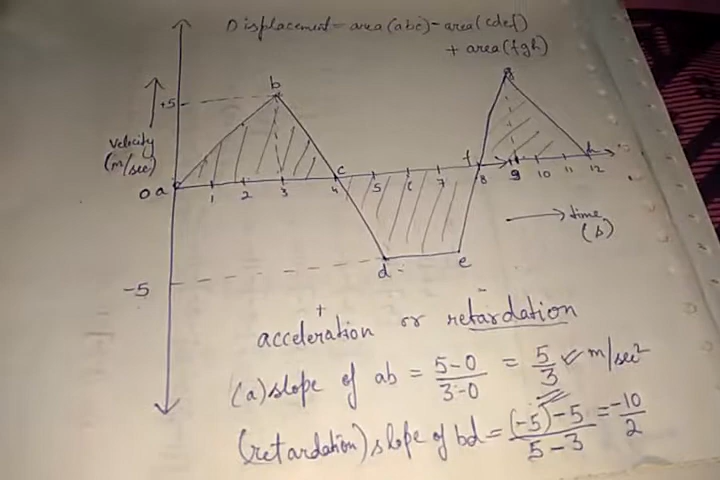 Displacement = area(abc) - area(cdef)
+ area(fgh)
b
+5
velocity
(m/sec)
0 a
1 2 3 4 5 6 7 8 9 10 11 12
c
f
g
h
time
(s)
d
e
-5
+ -
acceleration or retardation
(a) slope of ab = 5-0/3-0 = 5/3 m/sec²
(retardation) slope of bd = (-5)-5/5-3 = -10/2